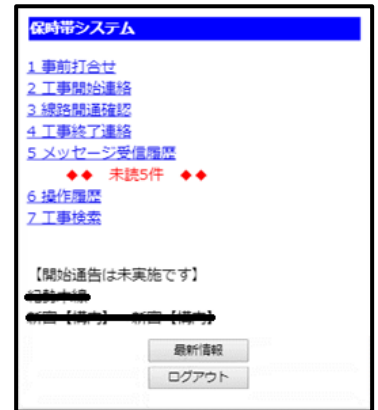 保時帯システム
1 事前打合せ
2 工事開始連絡
3 線路開通確認
4 工事終了連絡
5 メッセージ受信履歴
◆◆ 未読5件 ◆◆
6 操作履歴
7 工事検索
【開始通告は未実施です】
最新情報
ログアウト